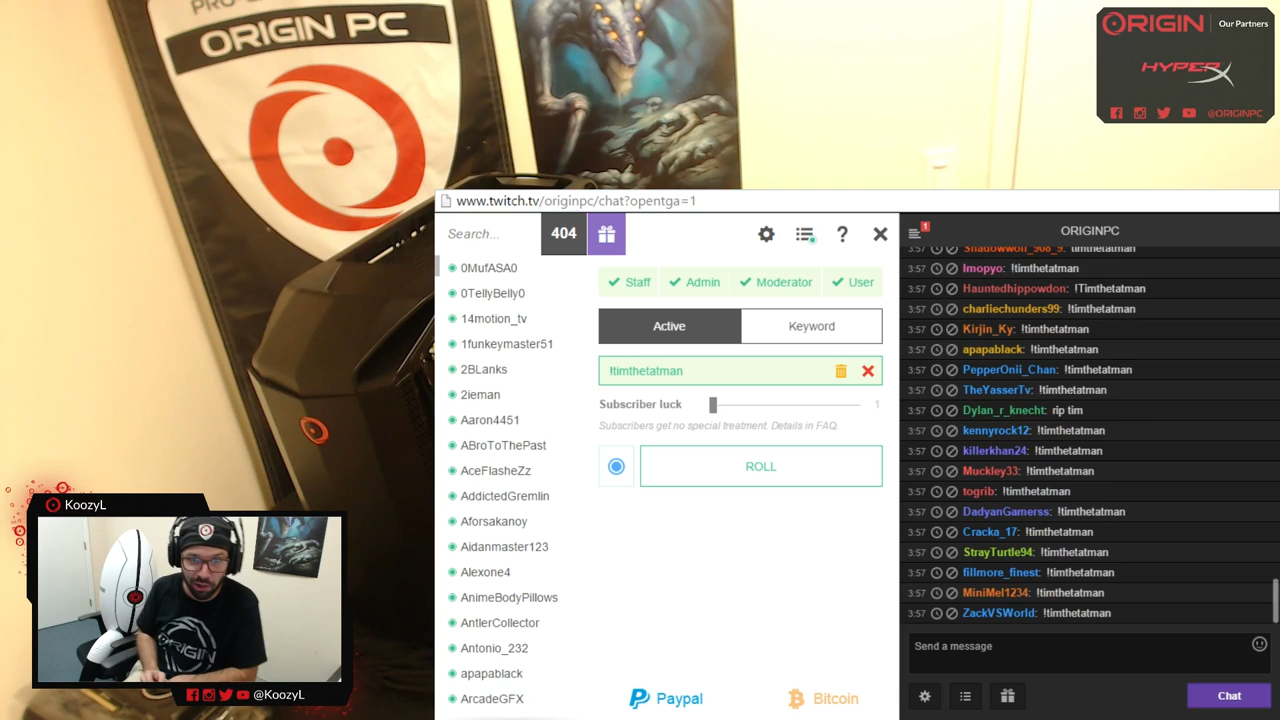 PRO-
ORIGIN PC
ORIGIN
Our Partners
HYPERX
@ORIGINPC
www.twitch.tv/originpc/chat?opentga=1
Search...
404
0MufASA0
0TellyBelly0
14motion_tv
1funkeymaster51
2BLanks
2ieman
Aaron4451
ABroToThePast
AceFlasheZz
AddictedGremlin
Aforsakanoy
Aidanmaster123
Alexone4
AnimeBodyPillows
AntlerCollector
Antonio_232
apapablack
ArcadeGFX
Staff
Admin
Moderator
User
Active
Keyword
!timthetatman
Subscriber luck
1
Subscribers get no special treatment. Details in FAQ.
ROLL
Paypal
Bitcoin
1
ORIGINPC
3:57 Shadowwolf_908_9: !timthetatman
3:57 Imopyo: !timthetatman
3:57 Hauntedhippowdon: !Timthetatman
3:57 charliechunders99: !timthetatman
3:57 Kirjin_Ky: !timthetatman
3:57 apapablack: !timthetatman
3:57 PepperOnii_Chan: !timthetatman
3:57 TheYasserTv: !timthetatman
3:57 Dylan_r_knecht: rip tim
3:57 kennyrock12: !timthetatman
3:57 killerkhan24: !timthetatman
3:57 Muckley33: !timthetatman
3:57 togrib: !timthetatman
3:57 DadyanGamerss: !timthetatman
3:57 Cracka_17: !timthetatman
3:57 StrayTurtle94: !timthetatman
3:57 fillmore_finest: !timthetatman
3:57 MiniMel1234: !timthetatman
3:57 ZackVSWorld: !timthetatman
Send a message
Chat
KoozyL
ORIGIN
@KoozyL